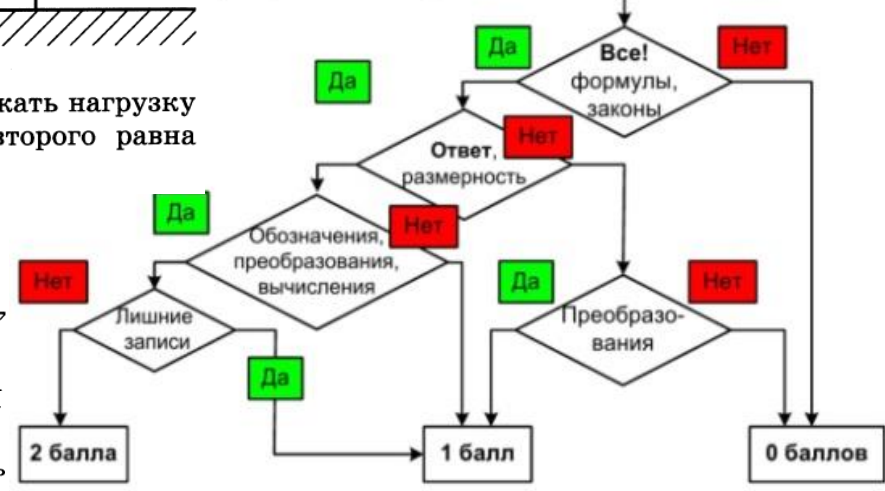 жать нагрузку
второго равна
Да
Нет
Все!
формулы,
законы
Да
Нет
Ответ,
размерность
Да
Нет
Обозначения,
преобразования,
вычисления
Нет
Лишние
записи
Да
Да
Нет
Преобразо-
вания
2 балла
1 балл
0 баллов